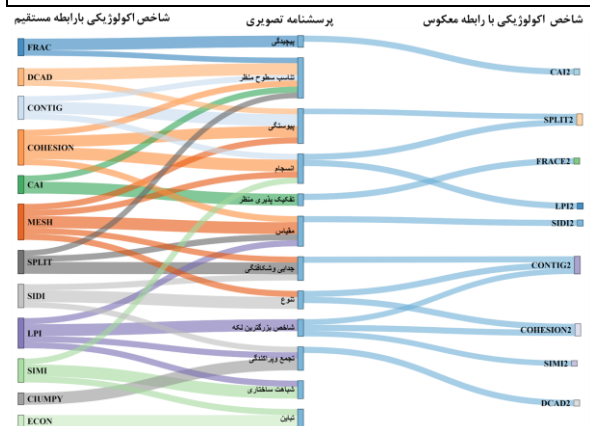 شاخص اکولوژیکی بارابطه مستقیم
پرسشنامه تصویری
شاخص اکولوژیکی با رابطه معکوس
FRAC
DCAD
CONTIG
COHESION
CAI
MESH
SPLIT
SIDI
LPI
SIMI
CIUMPY
ECON
پیچیدگی
تناسب سطوح منظر
پیوستگی
انسجام
تفکیک پذیری منظر
مقیاس
جدایی وشکافتگی
تنوع
شاخص بزرگترین لکه
تجمع وپراکندگی
شباهت ساختاری
تباین
CAI2
SPLIT2
FRACE2
LPI2
SIDI2
CONTIG2
COHESION2
SIMI2
DCAD2